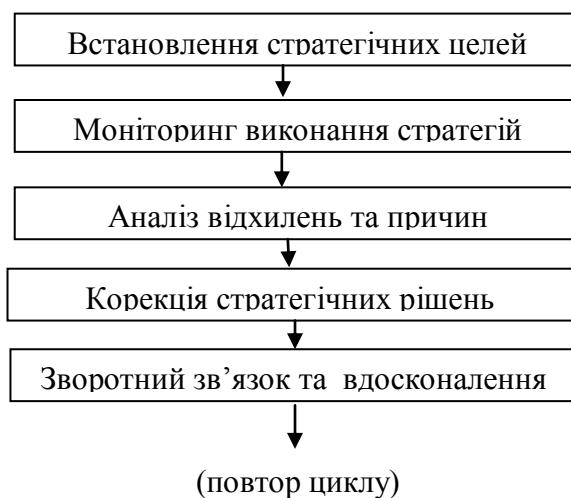 Встановлення стратегічних целей
Моніторинг виконання стратегій
Аналіз відхилень та причин
Корекція стратегічних рішень
Зворотний зв’язок та вдосконалення
(повтор циклу)